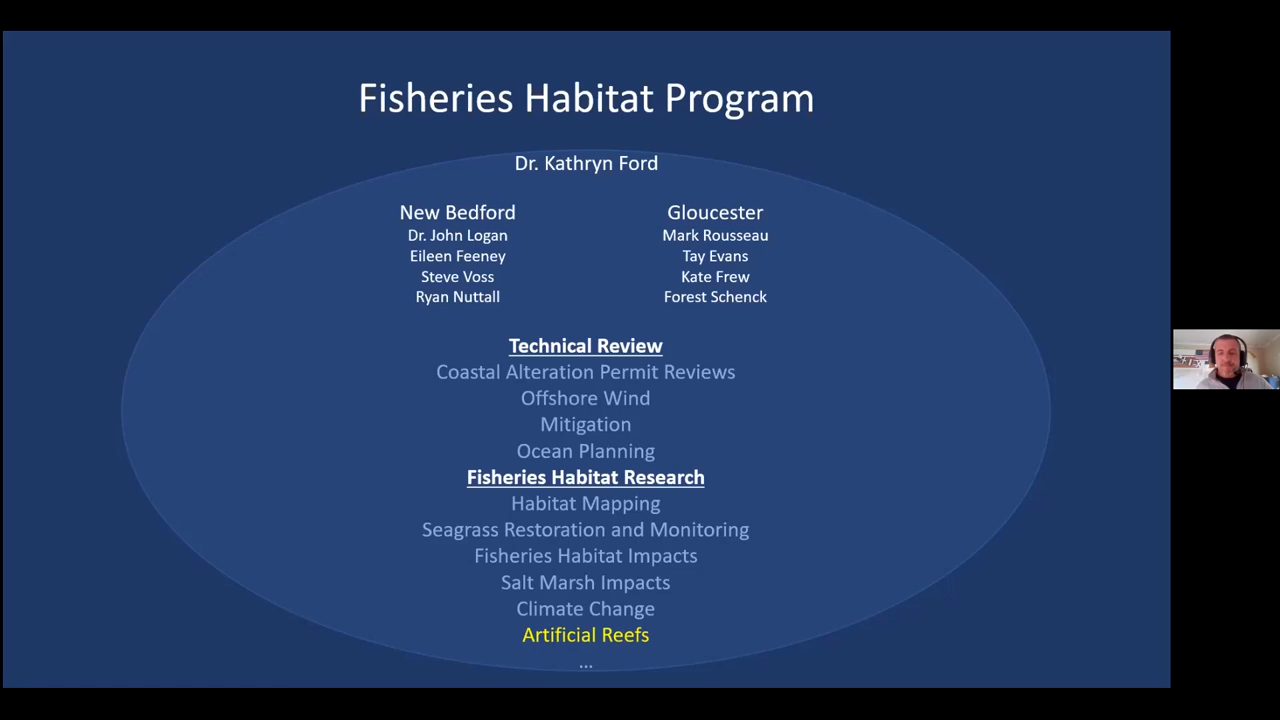 Fisheries Habitat Program
Dr. Kathryn Ford
New Bedford
Dr. John Logan
Eileen Feeney
Steve Voss
Ryan Nuttall
Gloucester
Mark Rousseau
Tay Evans
Kate Frew
Forest Schenck
Technical Review
Coastal Alteration Permit Reviews
Offshore Wind
Mitigation
Ocean Planning
Fisheries Habitat Research
Habitat Mapping
Seagrass Restoration and Monitoring
Fisheries Habitat Impacts
Salt Marsh Impacts
Climate Change
Artificial Reefs
...